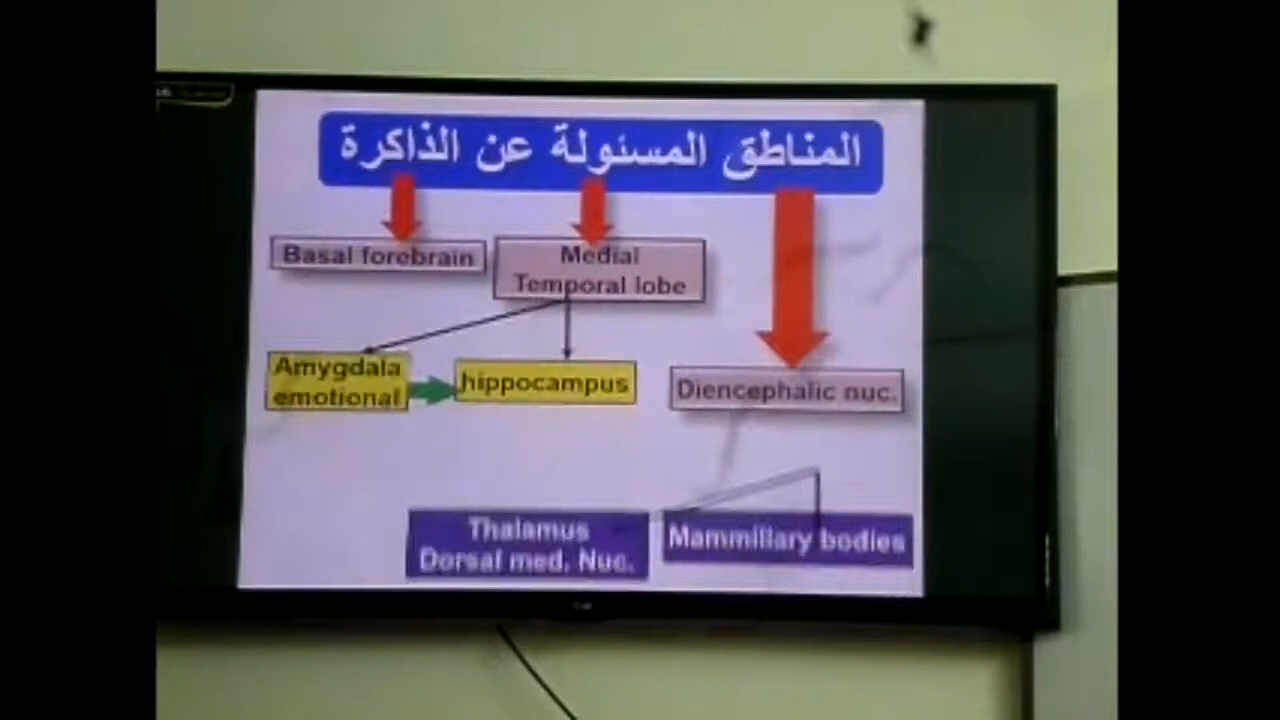 المناطق المسئولة عن الذاكرة
Basal forebrain
Medial
Temporal lobe
Amygdala
emotional
hippocampus
Diencephalic nuc.
Thalamus
Dorsal med. Nuc.
Mammillary bodies